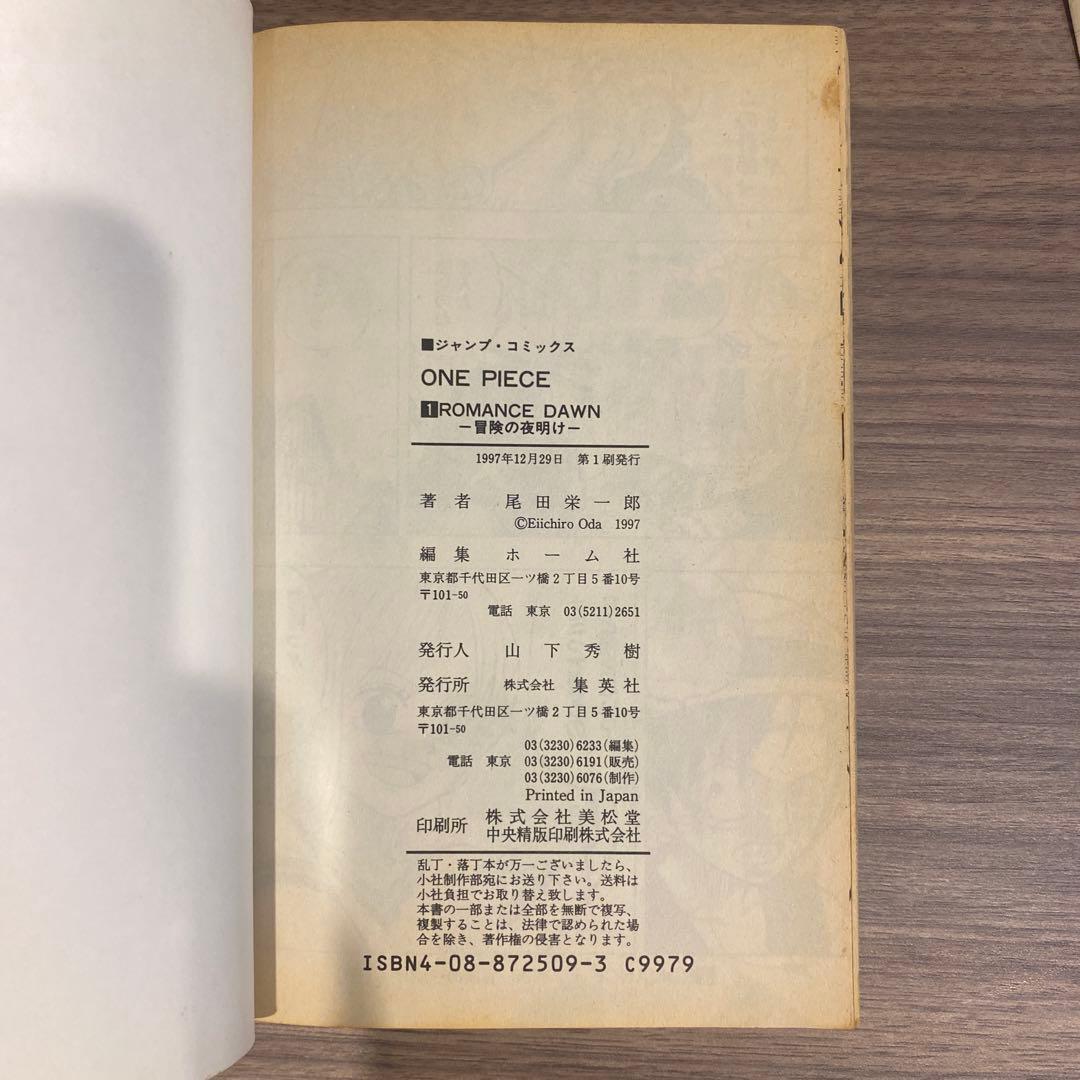 ■ジャンプ・コミックス
ONE PIECE
1 ROMANCE DAWN
―冒険の夜明け―
1997年12月29日 第1刷発行
著者 尾田栄一郎
©Eiichiro Oda 1997
編集 ホーム社
東京都千代田区一ツ橋2丁目5番10号
〒101-50
電話 東京 03(5211)2651
発行人 山下秀樹
発行所 株式会社 集英社
東京都千代田区一ツ橋2丁目5番10号
〒101-50
03(3230)6233(編集)
電話 東京 03(3230)6191(販売)
03(3230)6076(制作)
Printed in Japan
印刷所 株式会社美松堂
中央精版印刷株式会社
乱丁・落丁本が万一ございましたら、
小社制作部宛にお送り下さい。送料は
小社負担でお取り替え致します。
本書の一部または全部を無断で複写、
複製することは、法律で認められた場
合を除き、著作権の侵害となります。
ISBN4-08-872509-3 C9979